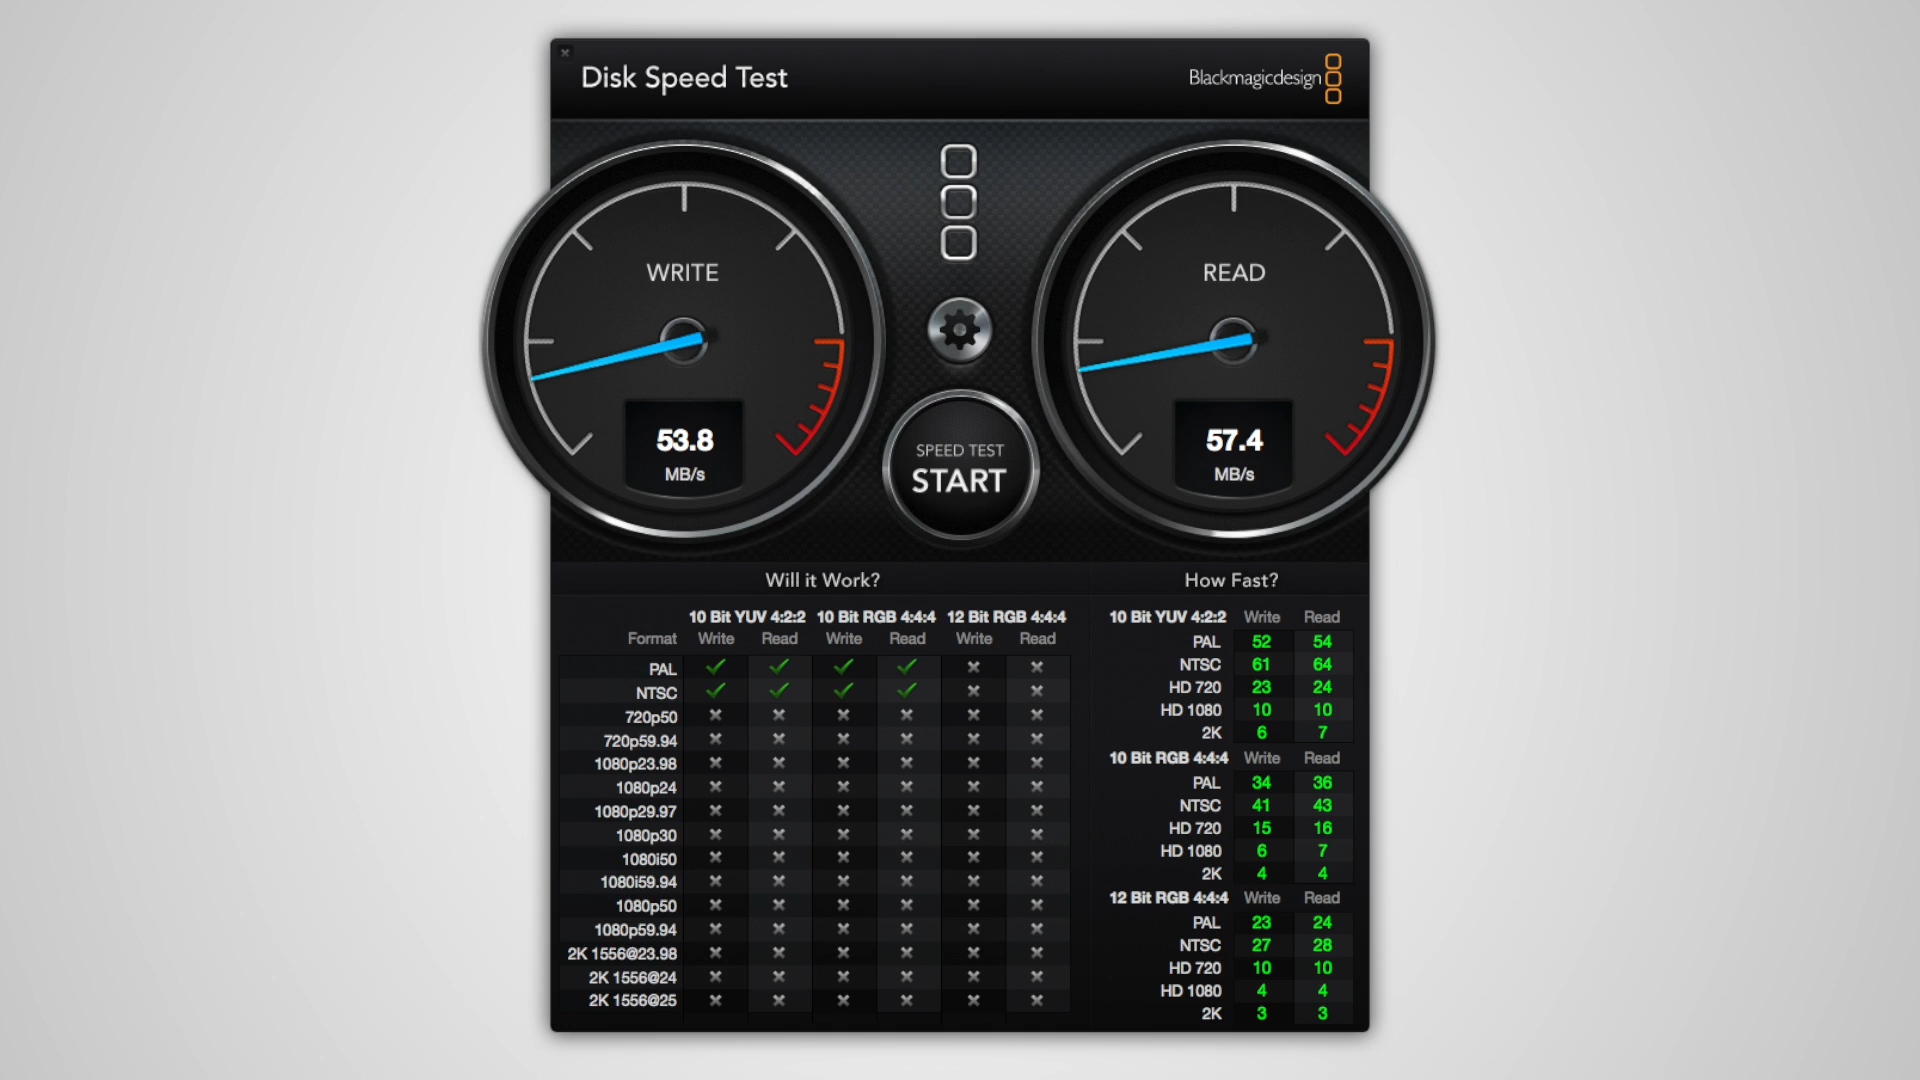 Disk Speed Test
Blackmagicdesign
WRITE
READ
53.8
MB/s
SPEED TEST
START
57.4
MB/s
Will it Work?
10 Bit YUV 4:2:2 10 Bit RGB 4:4:4 12 Bit RGB 4:4:4
Format Write Read Write Read Write Read
PAL
NTSC
720p50
720p59.94
1080p23.98
1080p24
1080p29.97
1080p30
1080i50
1080i59.94
1080p50
1080p59.94
2K 1556@23.98
2K 1556@24
2K 1556@25
How Fast?
10 Bit YUV 4:2:2 Write Read
PAL 52 54
NTSC 61 64
HD 720 23 24
HD 1080 10 10
2K 6 7
10 Bit RGB 4:4:4 Write Read
PAL 34 36
NTSC 41 43
HD 720 15 16
HD 1080 6 7
2K 4 4
12 Bit RGB 4:4:4 Write Read
PAL 23 24
NTSC 27 28
HD 720 10 10
HD 1080 4 4
2K 3 3